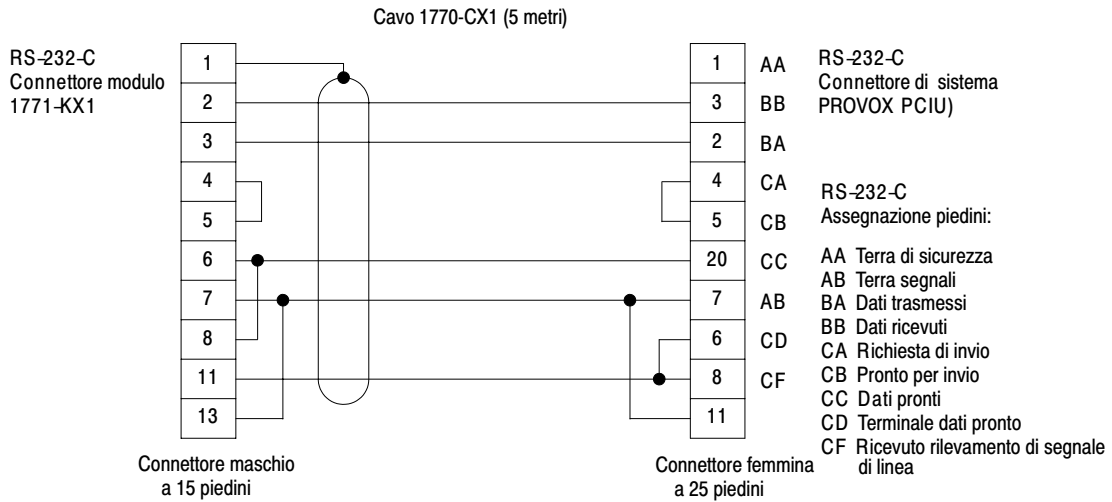 Cavo 1770-CX1 (5 metri)
RS-232-C
Connettore modulo
1771-KX1
1
2
3
4
5
6
7
8
11
13
Connettore maschio
a 15 piedini
1 AA
3 BB
2 BA
4 CA
5 CB
20 CC
7 AB
6 CD
8 CF
11
Connettore femmina
a 25 piedini
RS-232-C
Connettore di sistema
PROVOX PCIU)
RS-232-C
Assegnazione piedini:
AA Terra di sicurezza
AB Terra segnali
BA Dati trasmessi
BB Dati ricevuti
CA Richiesta di invio
CB Pronto per invio
CC Dati pronti
CD Terminale dati pronto
CF Ricevuto rilevamento di segnale
di linea